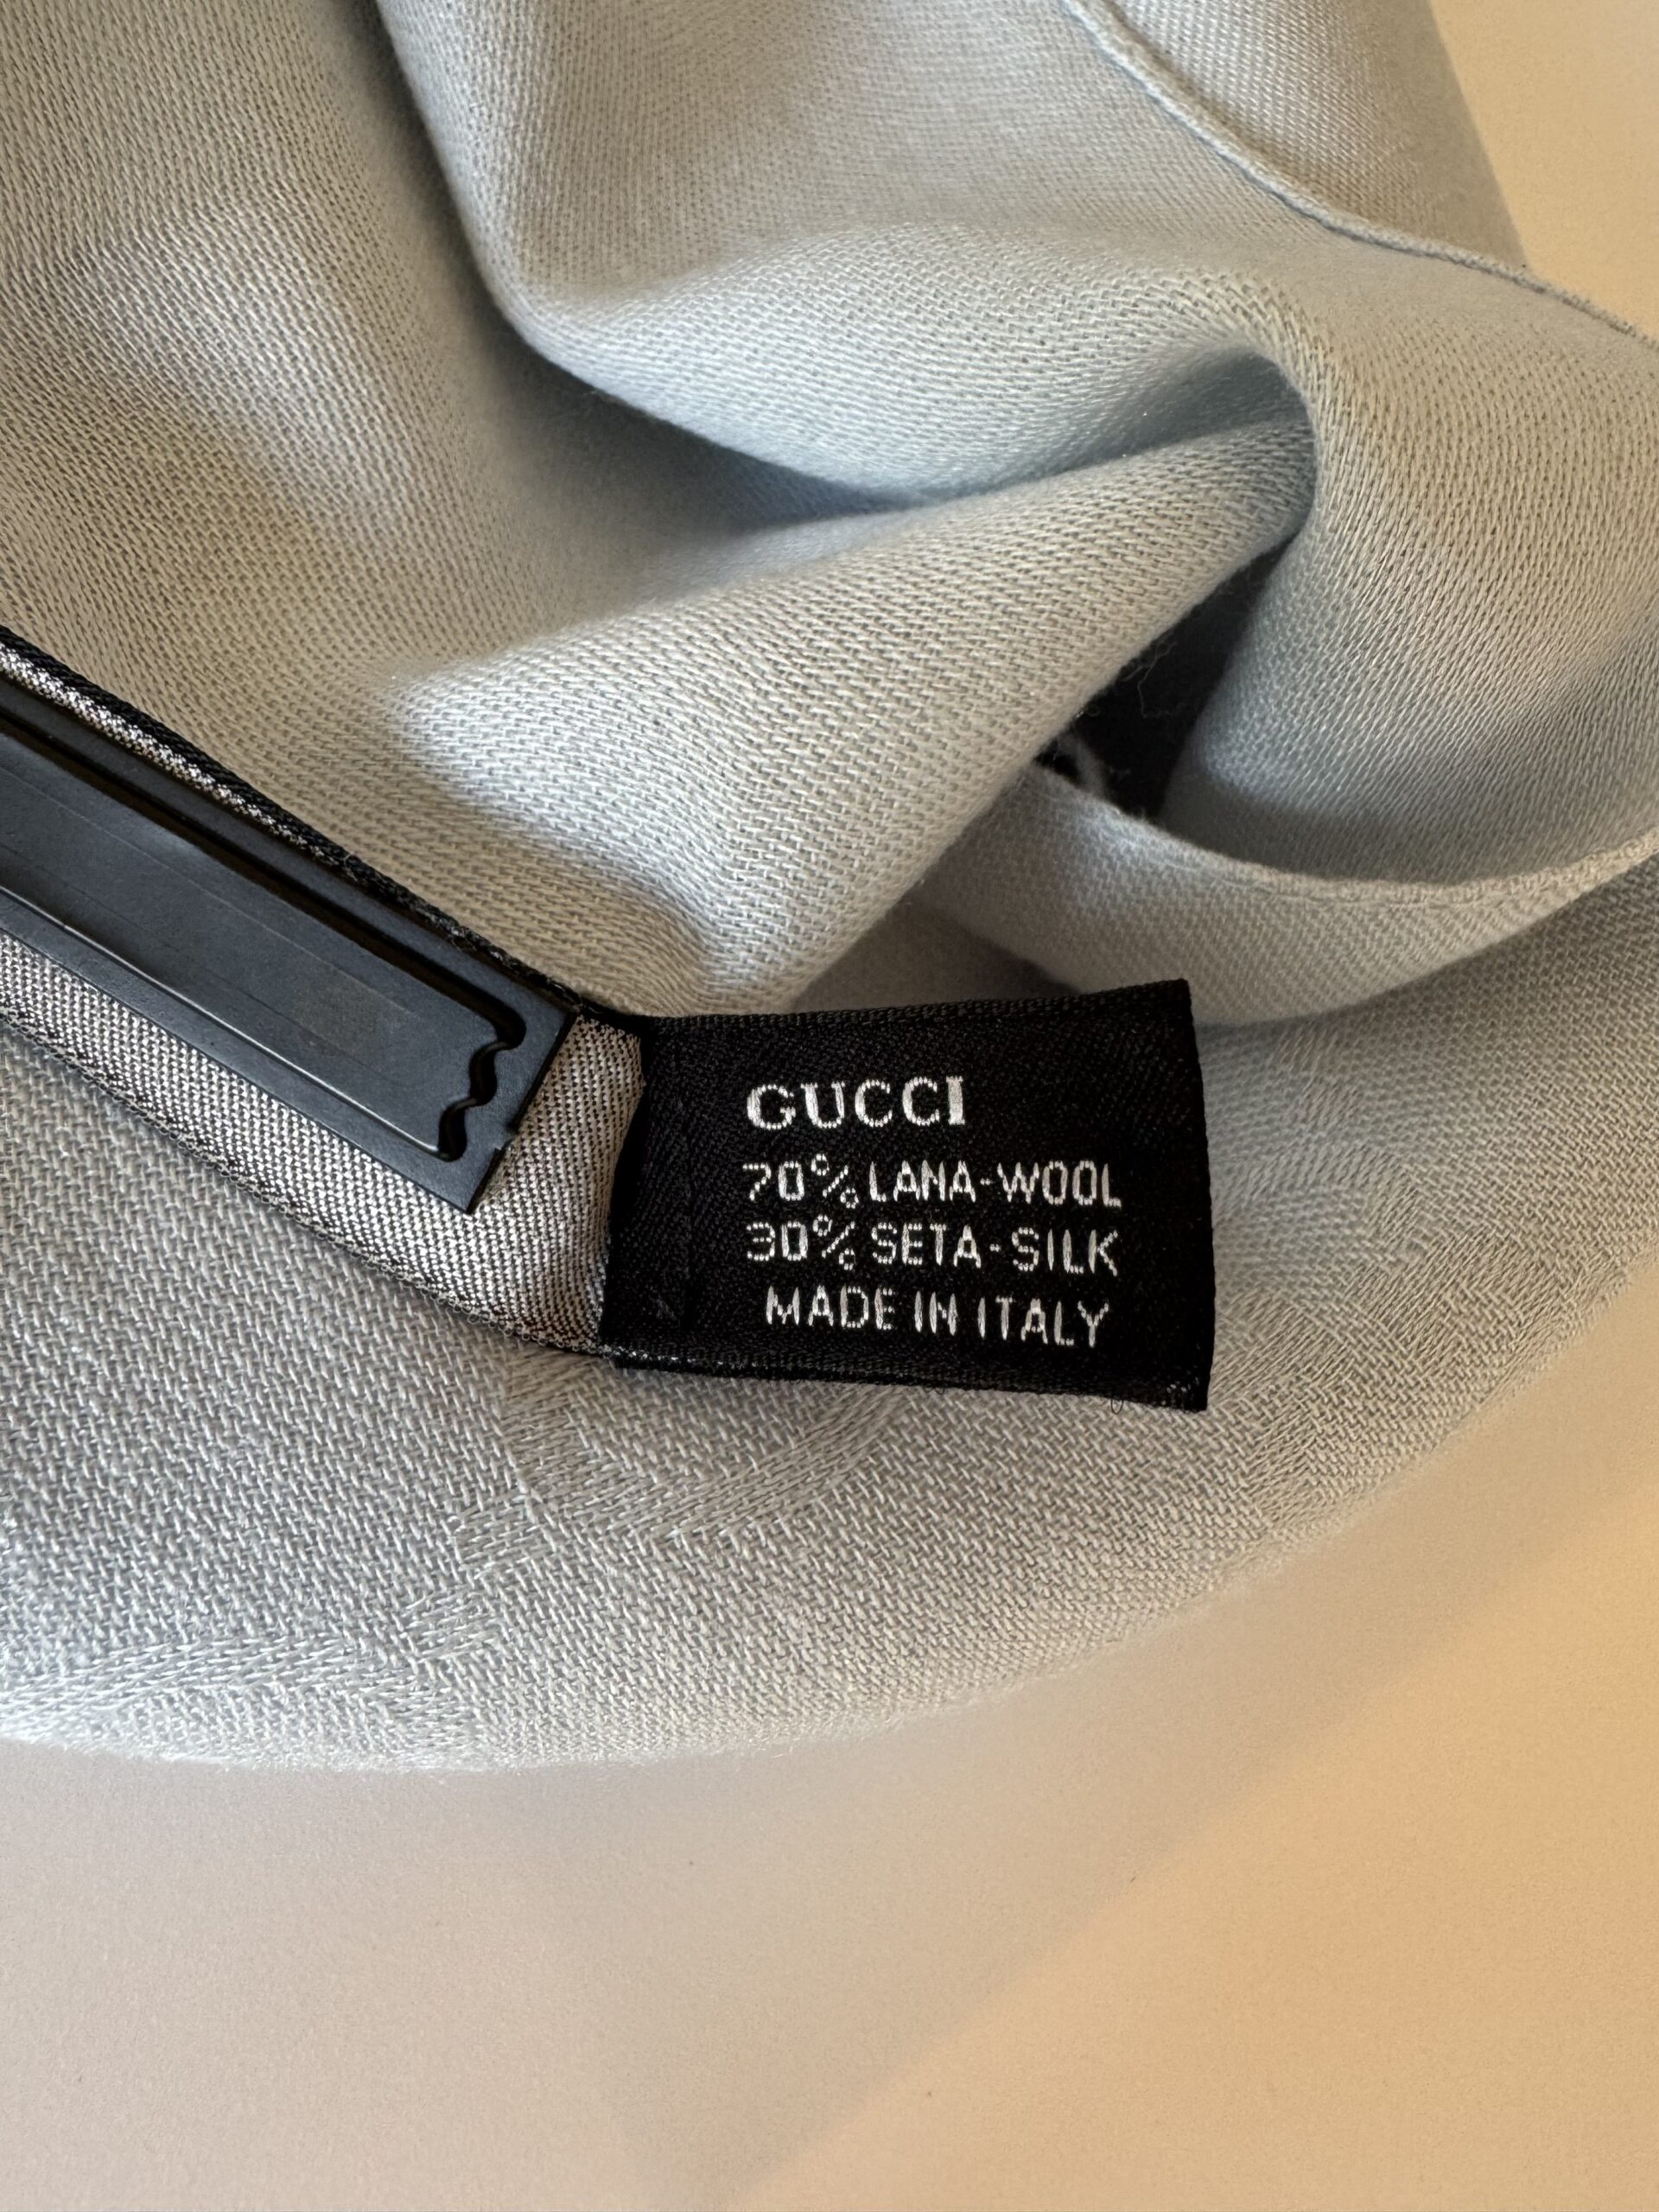 GUCCI
70% LANA-WOOL
30% SETA-SILK
MADE IN ITALY